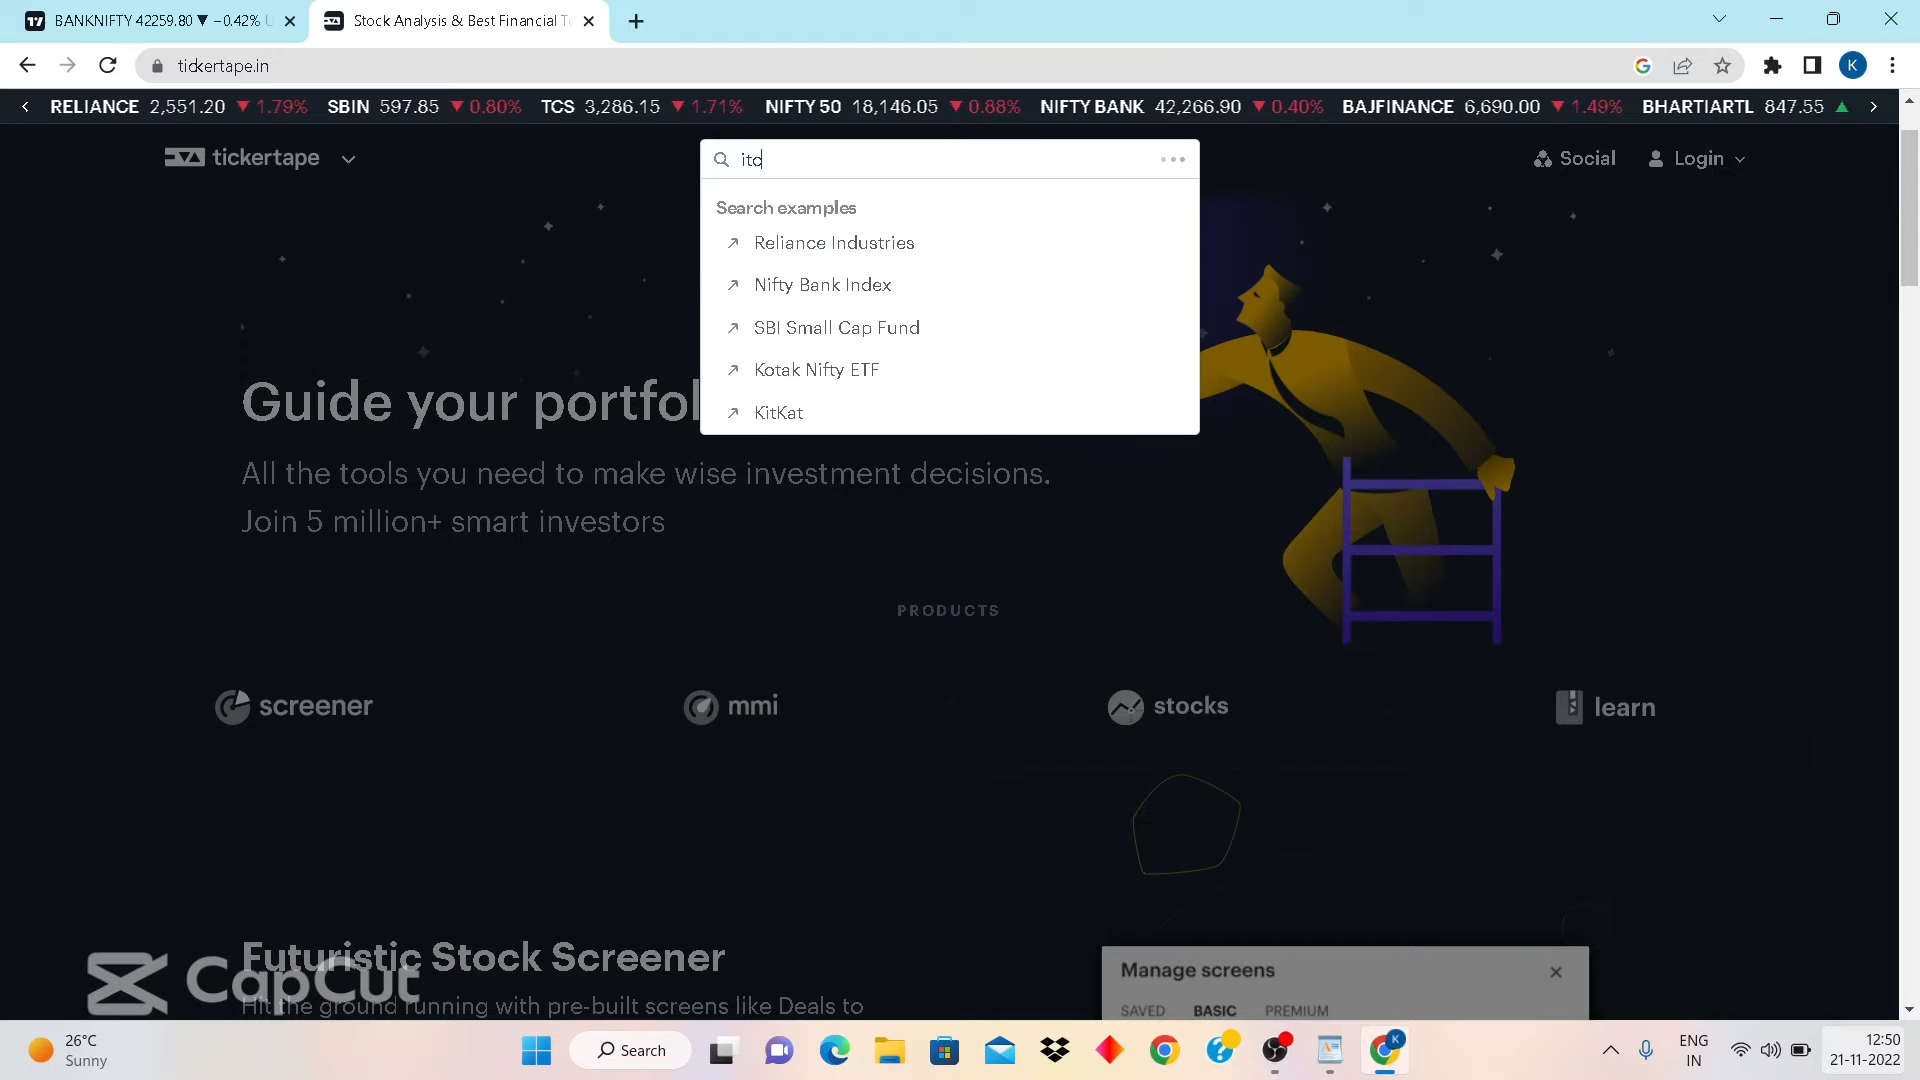 BANKNIFTY 42259.80 ▼ −0.42%
Stock Analysis & Best Financial
tickertape.in
RELIANCE 2,551.20 ▼ 1.79% SBIN 597.85 ▼ 0.80% TCS 3,286.15 ▼ 1.71% NIFTY 50 18,146.05 ▼ 0.88% NIFTY BANK 42,266.90 ▼ 0.40% BAJFINANCE 6,690.00 ▼ 1.49% BHARTIARTL 847.55 ▲
tickertape
itc
Social
Login
Search examples
Reliance Industries
Nifty Bank Index
SBI Small Cap Fund
Kotak Nifty ETF
KitKat
Guide your portfol
All the tools you need to make wise investment decisions.
Join 5 million+ smart investors
PRODUCTS
screener
mmi
stocks
learn
Futuristic Stock Screener
Hit the ground running with pre-built screens like Deals to
CapCut
Manage screens
SAVED BASIC PREMIUM
26°C
Sunny
Search
ENG
IN
12:50
21-11-2022